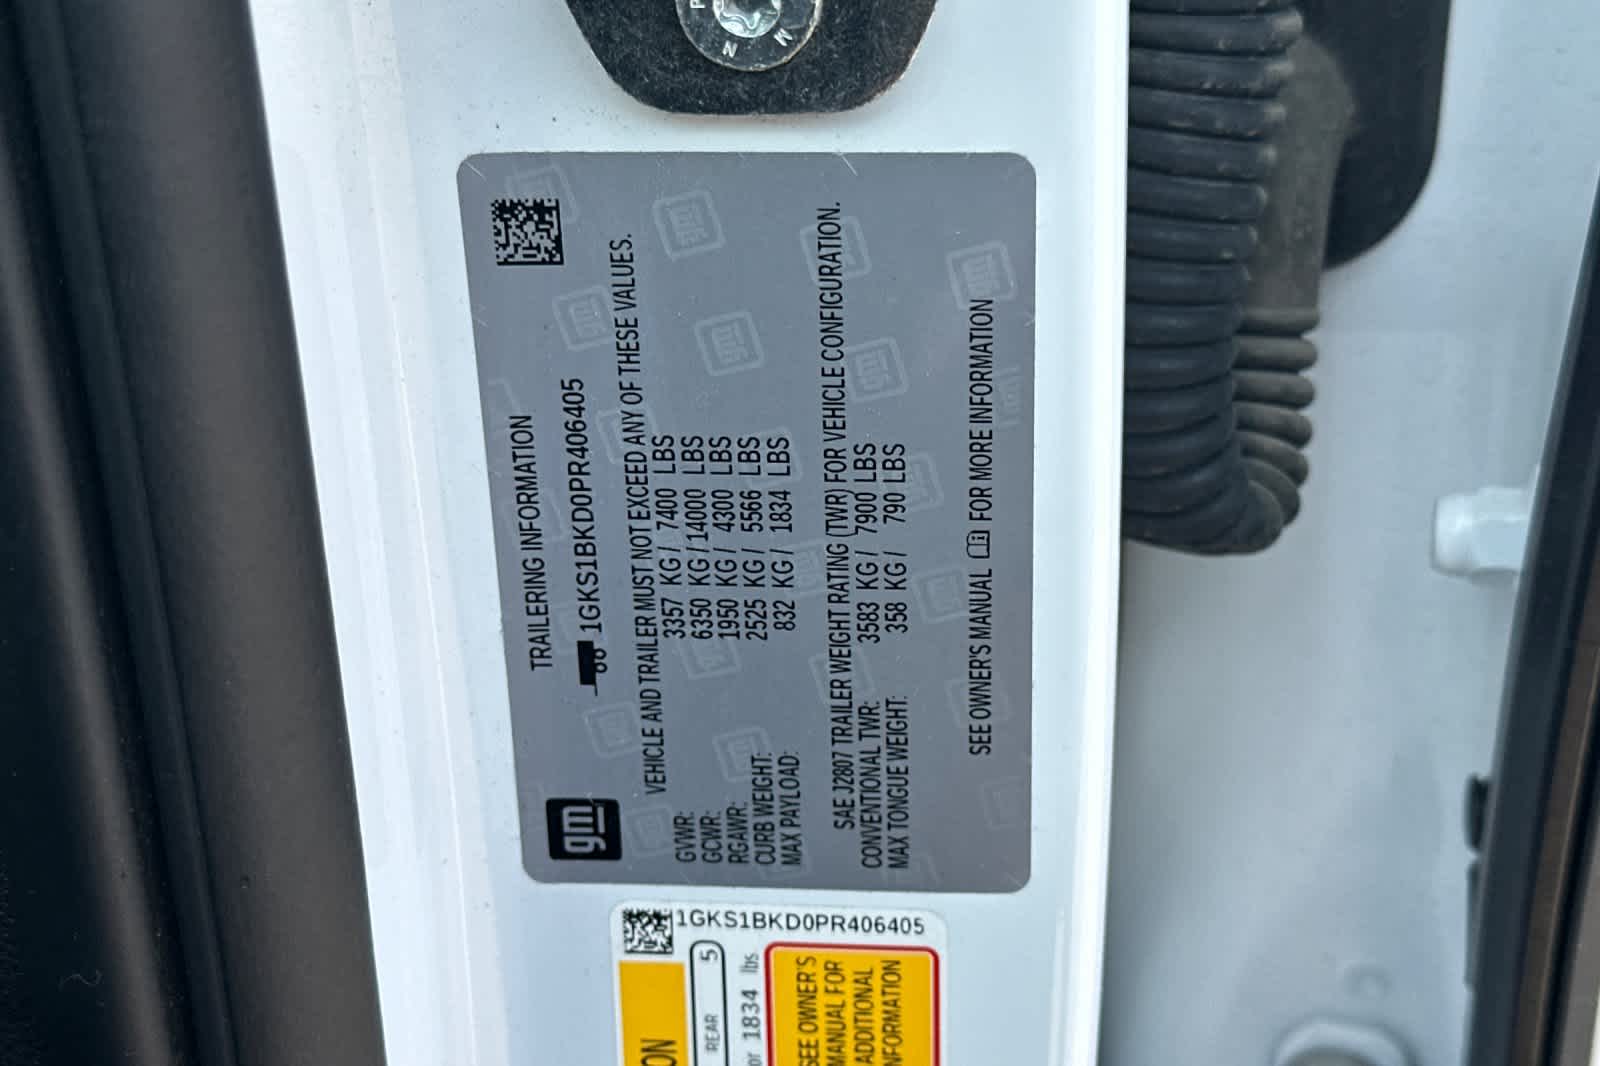 TRAILERING INFORMATION
1GKS1BKD0PR406405
gm
VEHICLE AND TRAILER MUST NOT EXCEED ANY OF THESE VALUES.
GVWR: 3357 KG/ 7400 LBS
GCWR: 6350 KG/14000 LBS
RGAWR: 1950 KG/ 4300 LBS
CURB WEIGHT: 2525 KG/ 5566 LBS
MAX PAYLOAD: 832 KG/ 1834 LBS
SAE J2807 TRAILER WEIGHT RATING (TWR) FOR VEHICLE CONFIGURATION.
CONVENTIONAL TWR: 3583 KG/ 7900 LBS
MAX TONGUE WEIGHT: 358 KG/ 790 LBS
SEE OWNER'S MANUAL FOR MORE INFORMATION
1GKS1BKD0PR406405
REAR 5
or 1834 lbs
SEE OWNER'S
MANUAL FOR
ADDITIONAL
INFORMATION